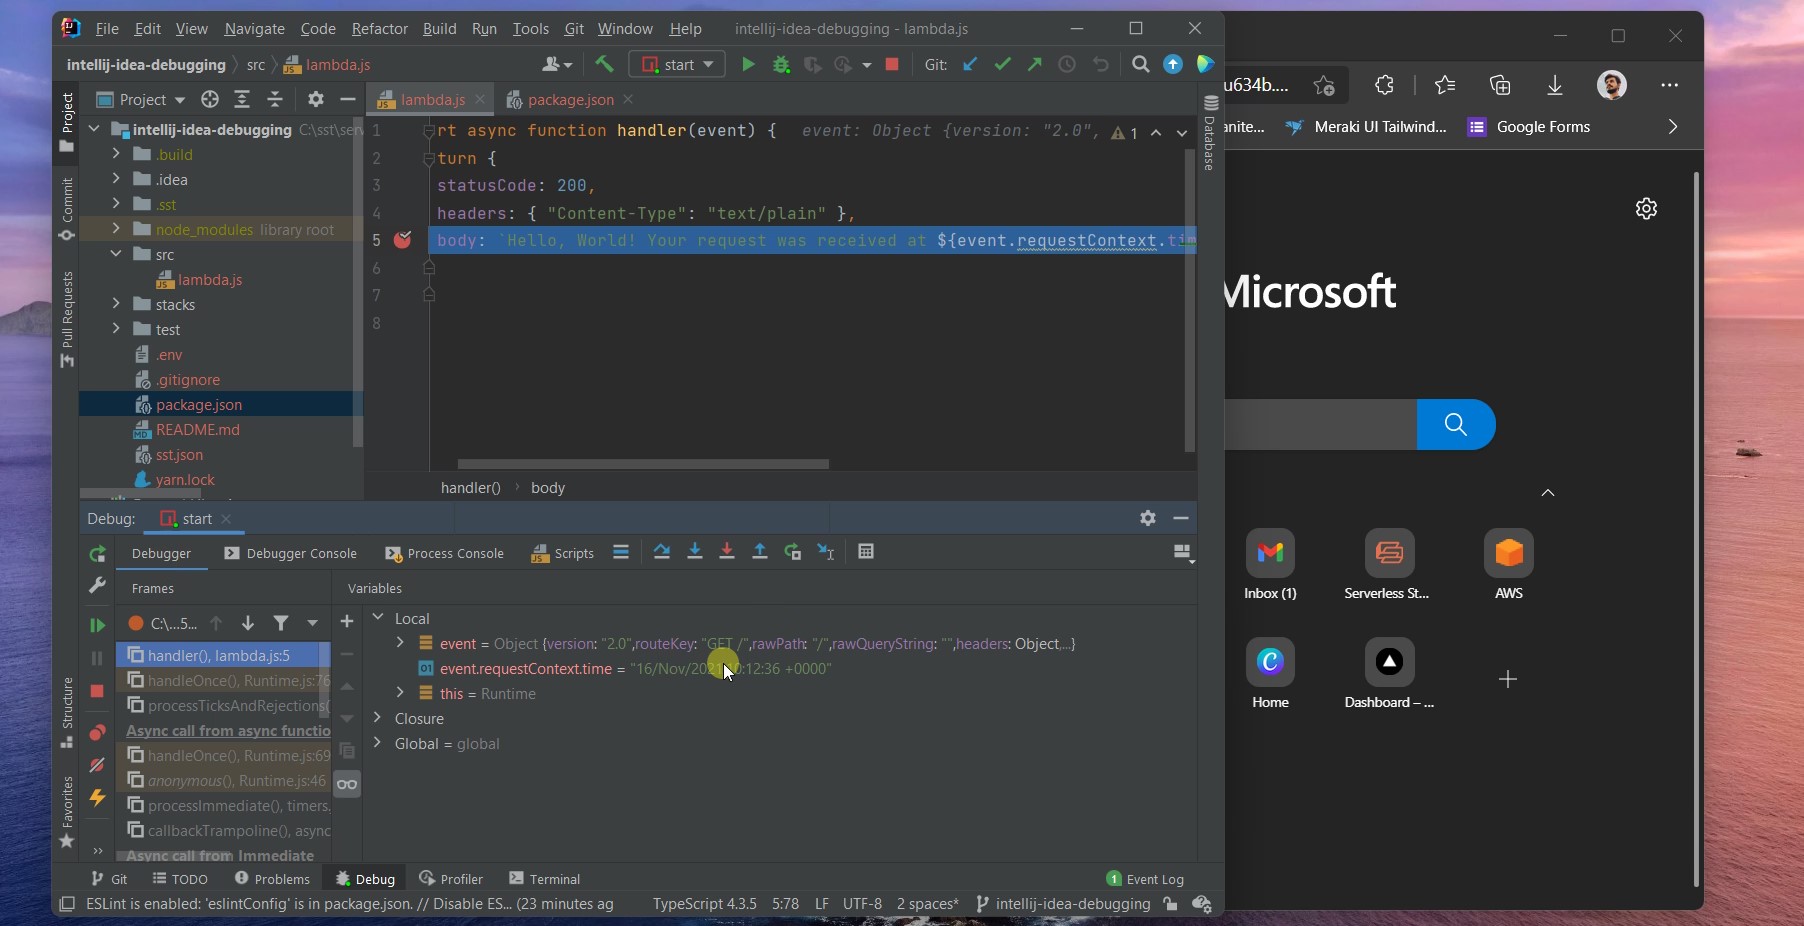 File Edit View Navigate Code Refactor Build Run Tools Git Window Help intellij-idea-debugging - lambda.js
intellij-idea-debugging src lambda.js start Git:
Project lambda.js package.json
intellij-idea-debugging C:\sst\ser
.build
.idea
.sst
node_modules library root
src
lambda.js
stacks
test
.env
.gitignore
package.json
README.md
sst.json
yarn.lock
Project
Commit
Pull Requests
Structure
Favorites
Database
1 rt async function handler(event) { event: Object {version: "2.0", 1
2 turn {
3 statusCode: 200,
4 headers: { "Content-Type": "text/plain" },
5 body: `Hello, World! Your request was received at ${event.requestContext.tim
6
7
8
handler() body
Debug: start
Debugger Debugger Console Process Console Scripts
Frames Variables
C:\...5...
handler(), lambda.js:5
handleOnce(), Runtime.js:76
processTicksAndRejections(
Async call from async functio
handleOnce(), Runtime.js:69
anonymous(), Runtime.js:46
processImmediate(), timers.
callbackTrampoline(), async
Async call from Immediate
Local
event = Object {version: "2.0",routeKey: "GET /",rawPath: "/",rawQueryString: "",headers: Object,...}
event.requestContext.time = "16/Nov/2021:10:12:36 +0000"
this = Runtime
Closure
Global = global
Git TODO Problems Debug Profiler Terminal 1 Event Log
ESLint is enabled: 'eslintConfig' is in package.json. // Disable ES... (23 minutes ag TypeScript 4.3.5 5:78 LF UTF-8 2 spaces* intellij-idea-debugging
u634b....
anite... Meraki UI Tailwind... Google Forms
Microsoft
Inbox (1) Serverless St... AWS
Home Dashboard – ...